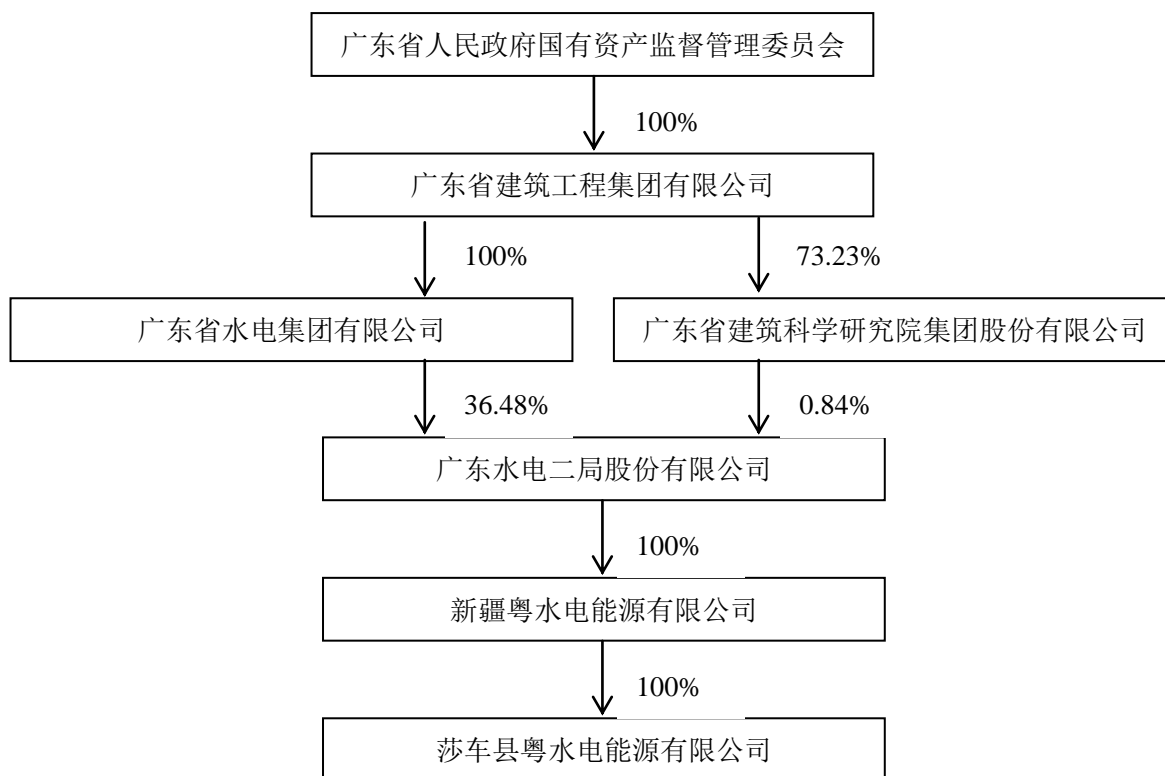 广东省人民政府国有资产监督管理委员会
100%
广东省建筑工程集团有限公司
100%
73.23%
广东省水电集团有限公司
广东省建筑科学研究院集团股份有限公司
36.48%
0.84%
广东水电二局股份有限公司
100%
新疆粤水电能源有限公司
100%
莎车县粤水电能源有限公司